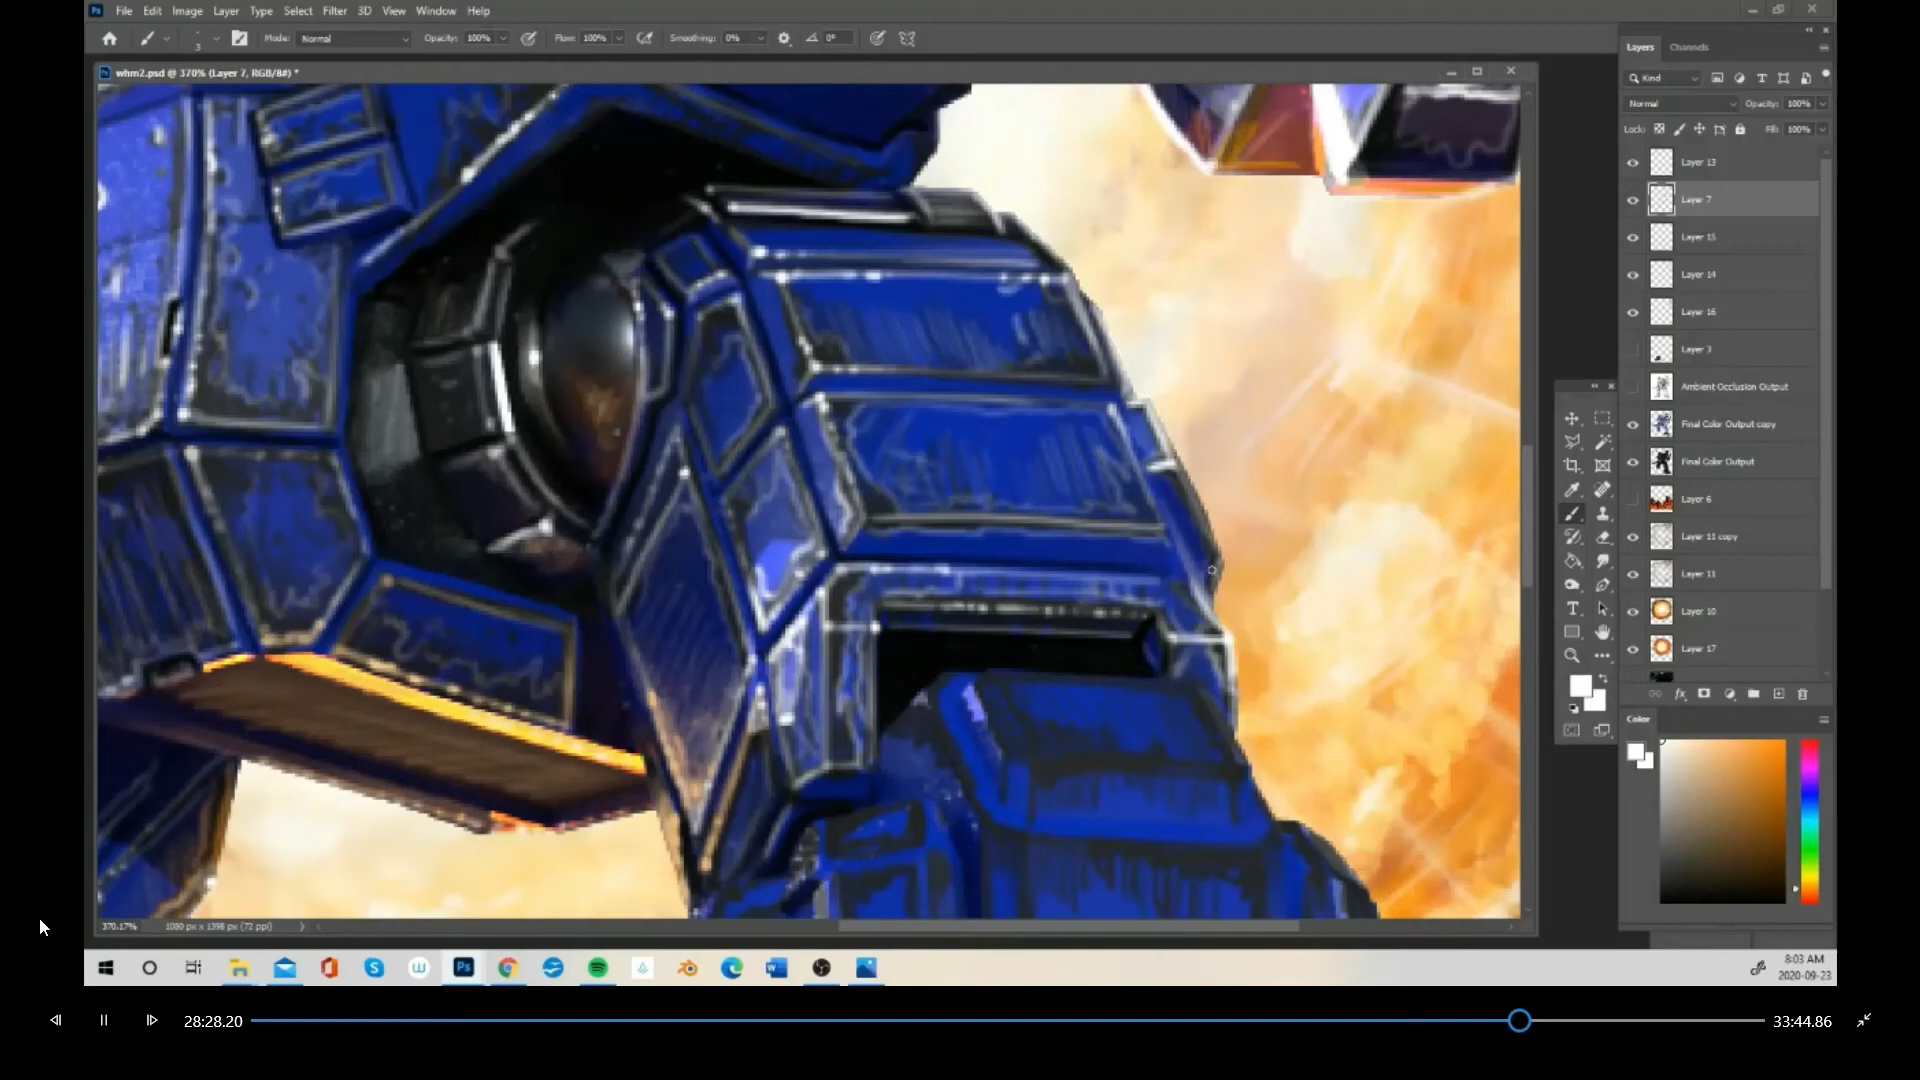 File Edit Image Layer Type Select Filter 3D View Window Help
3 Mode: Normal Opacity: 100% Flow: 100% Smoothing: 0% 0°
whm2.psd @ 370% (Layer 7, RGB/8#) *
Layers Channels
Kind
Normal Opacity: 100%
Lock: Fill: 100%
Layer 13
Layer 7
Layer 15
Layer 14
Layer 16
Layer 3
Ambient Occlusion Output
Final Color Output copy
Final Color Output
Layer 6
Layer 11 copy
Layer 11
Layer 10
Layer 17
fx
Color
370.17% 1080 px x 1398 px (72 ppi)
8:03 AM
2020-09-23
28:28.20 33:44.86